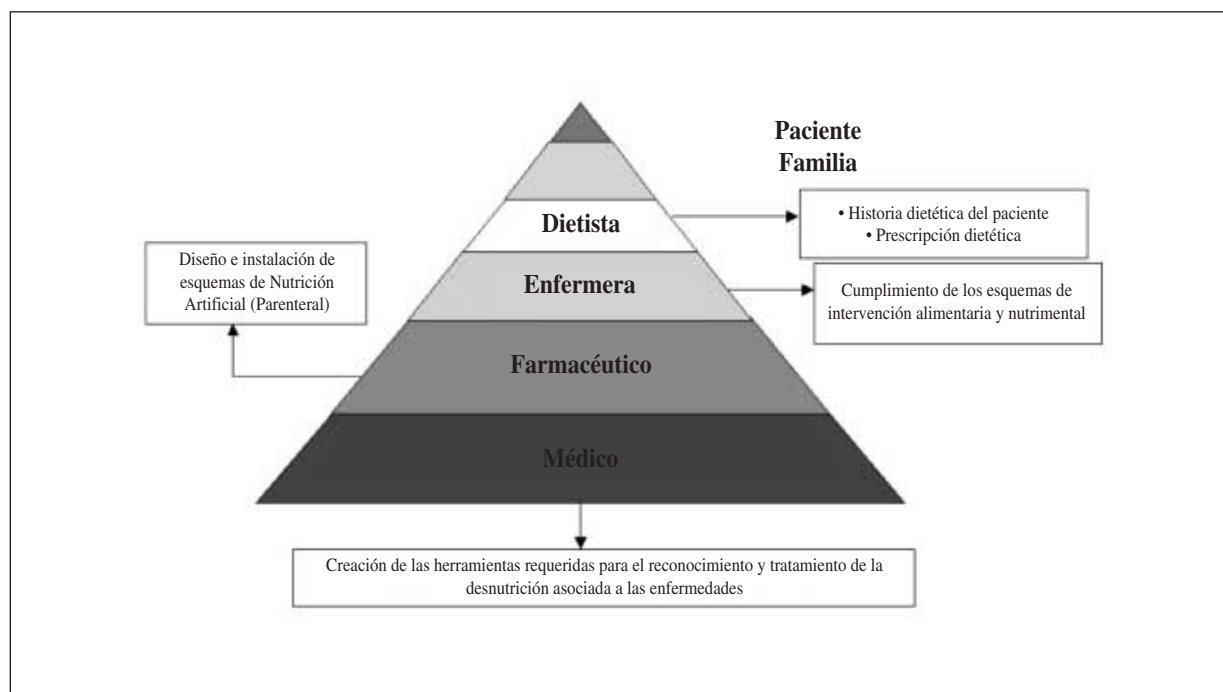 Paciente
Familia
• Historia dietética del paciente
• Prescripción dietética
Dietista
Diseño e instalación de
esquemas de Nutrición
Artificial (Parenteral)
Enfermera
Cumplimiento de los esquemas de
intervención alimentaria y nutrimental
Farmacéutico
Médico
Creación de las herramientas requeridas para el reconocimiento y tratamiento de la
desnutrición asociada a las enfermedades